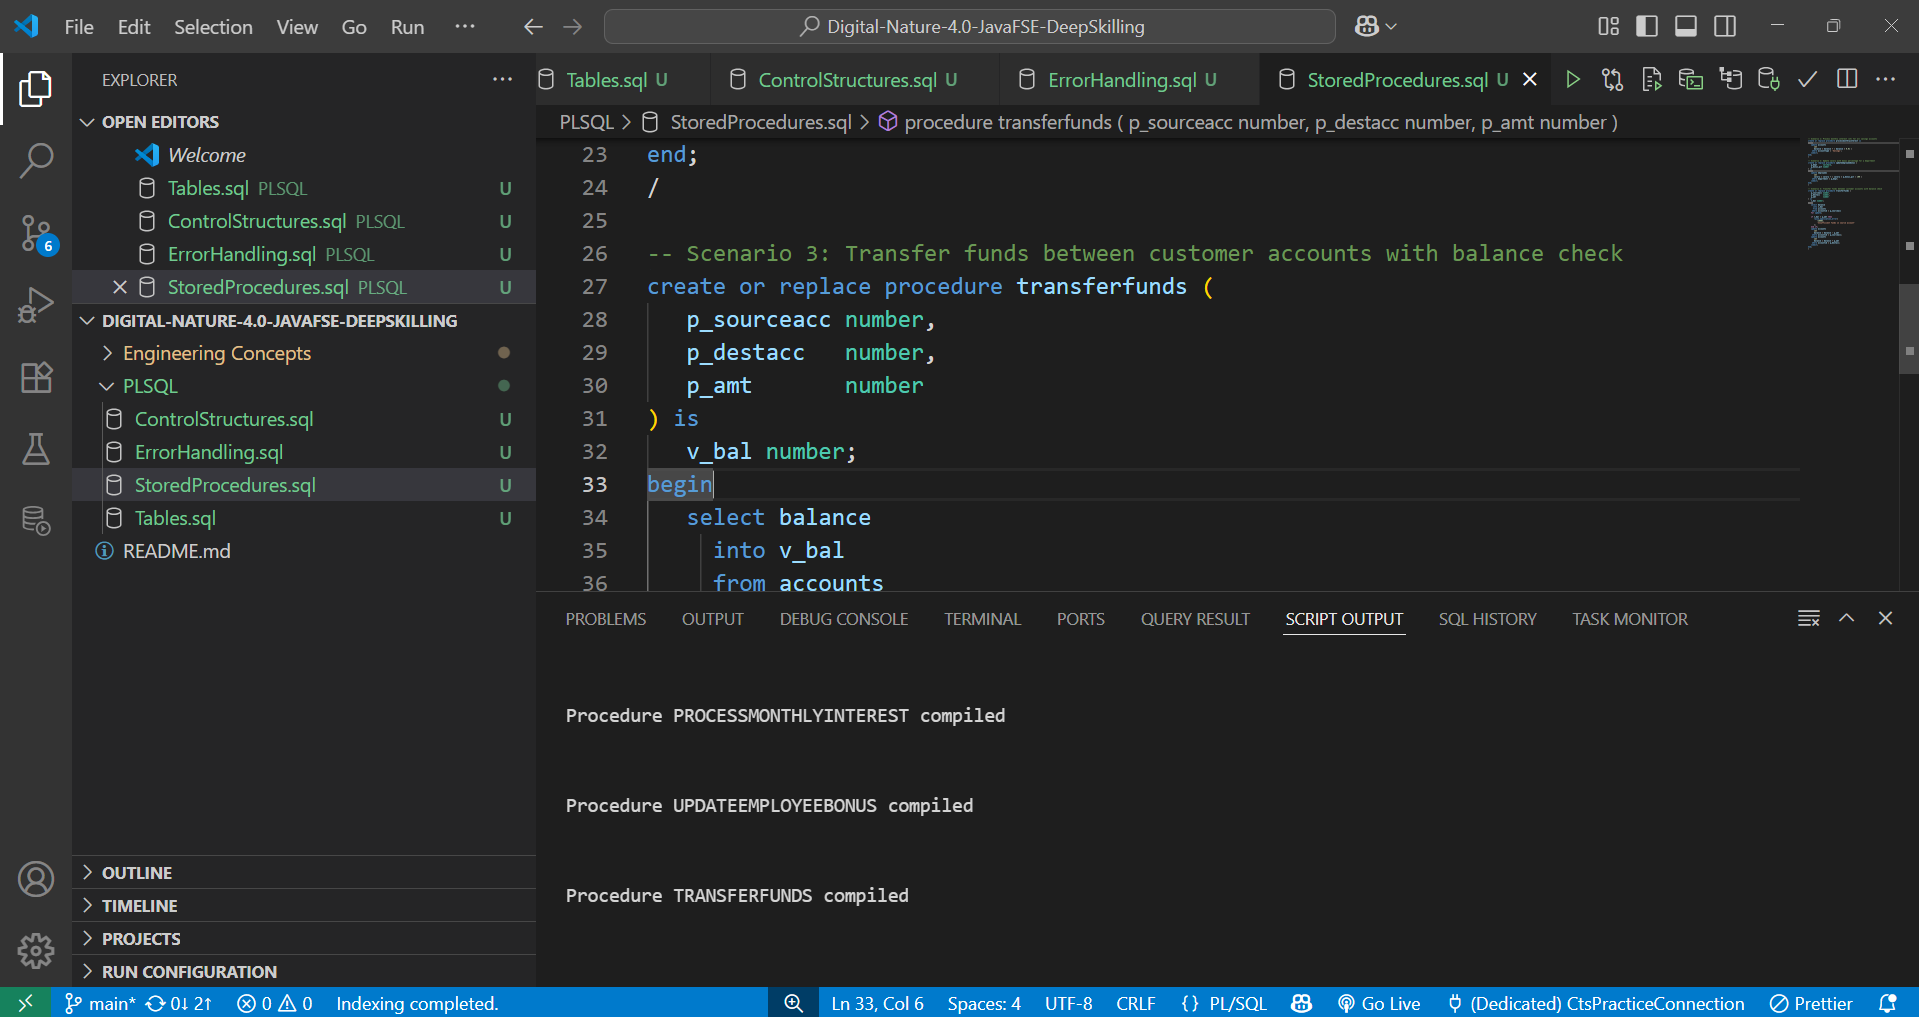 File Edit Selection View Go Run ··· Digital-Nature-4.0-JavaFSE-DeepSkilling
EXPLORER ···
OPEN EDITORS
Welcome
Tables.sql PLSQL U
ControlStructures.sql PLSQL U
ErrorHandling.sql PLSQL U
StoredProcedures.sql PLSQL U
DIGITAL-NATURE-4.0-JAVAFSE-DEEPSKILLING
Engineering Concepts
PLSQL
ControlStructures.sql U
ErrorHandling.sql U
StoredProcedures.sql U
Tables.sql U
README.md
OUTLINE
TIMELINE
PROJECTS
RUN CONFIGURATION
6
Tables.sql U ControlStructures.sql U ErrorHandling.sql U StoredProcedures.sql U
PLSQL > StoredProcedures.sql > procedure transferfunds ( p_sourceacc number, p_destacc number, p_amt number )
23 end;
24 /
25
26 -- Scenario 3: Transfer funds between customer accounts with balance check
27 create or replace procedure transferfunds (
28 p_sourceacc number,
29 p_destacc number,
30 p_amt number
31 ) is
32 v_bal number;
33 begin
34 select balance
35 into v_bal
36 from accounts
PROBLEMS OUTPUT DEBUG CONSOLE TERMINAL PORTS QUERY RESULT SCRIPT OUTPUT SQL HISTORY TASK MONITOR
Procedure PROCESSMONTHLYINTEREST compiled
Procedure UPDATEEMPLOYEEBONUS compiled
Procedure TRANSFERFUNDS compiled
main* 0↓ 2↑ 0 0 Indexing completed. Ln 33, Col 6 Spaces: 4 UTF-8 CRLF {} PL/SQL Go Live (Dedicated) CtsPracticeConnection Prettier